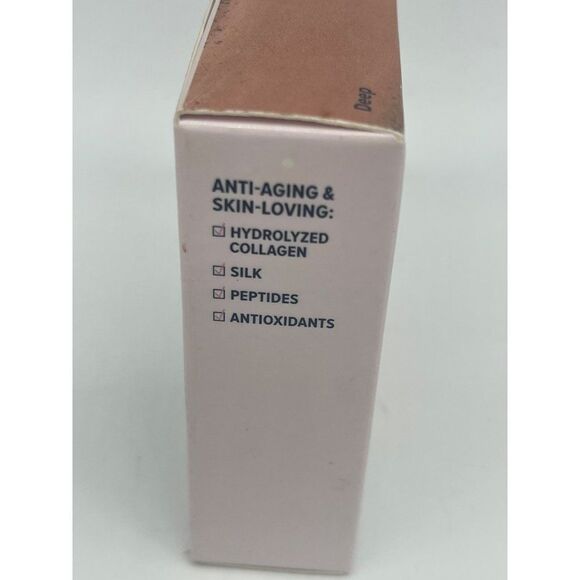 Deep
ANTI-AGING &
SKIN-LOVING:
HYDROLYZED
COLLAGEN
SILK
PEPTIDES
ANTIOXIDANTS